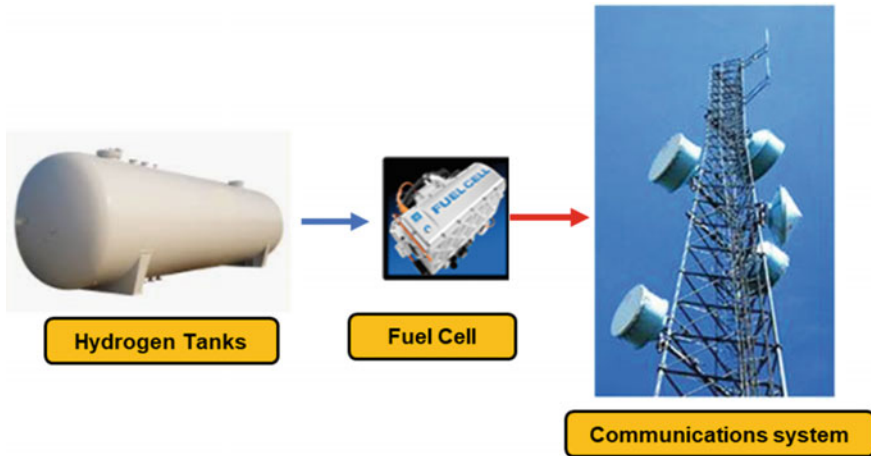 FUELCELL
Hydrogen Tanks
Fuel Cell
Communications system